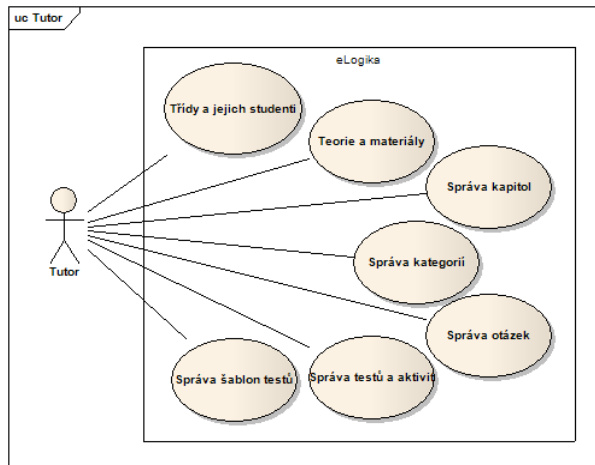 uc Tutor
eLogika
Třídy a jejich studenti
Teorie a materiály
Správa kapitol
Správa kategorií
Tutor
Správa otázek
Správa šablon testů
Správa testů a aktivit